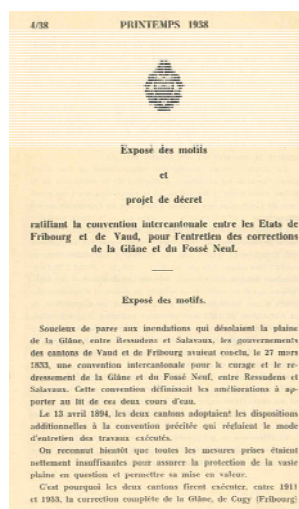 4/38 PRINTEMPS 1938
Exposé des motifs
et
projet de décret
ratifiant la convention intercantonale entre les Etats de
Fribourg et de Vaud, pour l'entretien des corrections
de la Glâne et du Fossé Neuf.
Exposé des motifs.
Soucieux de parer aux inondations qui désolaient la plaine
de la Glâne, entre Ressudens et Salavaux, les gouvernements
des cantons de Vaud et de Fribourg avaient conclu, le 27 mars
1833, une convention intercantonale pour le curage et le re-
dressement de la Glâne et du Fossé Neuf, entre Ressudens et
Salavaux. Cette convention définissait les améliorations à ap-
porter au lit de ces deux cours d'eau.
Le 13 avril 1894, les deux cantons adoptaient les dispositions
additionnelles à la convention précitée qui réglaient le mode
d'entretien des travaux exécutés.
On reconnut bientôt que toutes les mesures prises étaient
nettement insuffisantes pour assurer la protection de la vaste
plaine en question et permettre sa mise en valeur.
C'est pourquoi les deux cantons firent exécuter, entre 1911
et 1933, la correction complète de la Glâne, de Cugy (Fribourg)